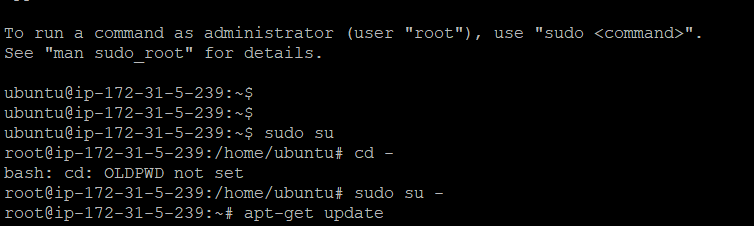 To run a command as administrator (user "root"), use "sudo <command>".
See "man sudo_root" for details.
ubuntu@ip-172-31-5-239:~$
ubuntu@ip-172-31-5-239:~$
ubuntu@ip-172-31-5-239:~$ sudo su
root@ip-172-31-5-239:/home/ubuntu# cd -
bash: cd: OLDPWD not set
root@ip-172-31-5-239:/home/ubuntu# sudo su -
root@ip-172-31-5-239:~# apt-get update